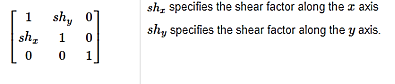 1 sh_y 0
sh_x 1 0
0 0 1
sh_x specifies the shear factor along the x axis
sh_y specifies the shear factor along the y axis.